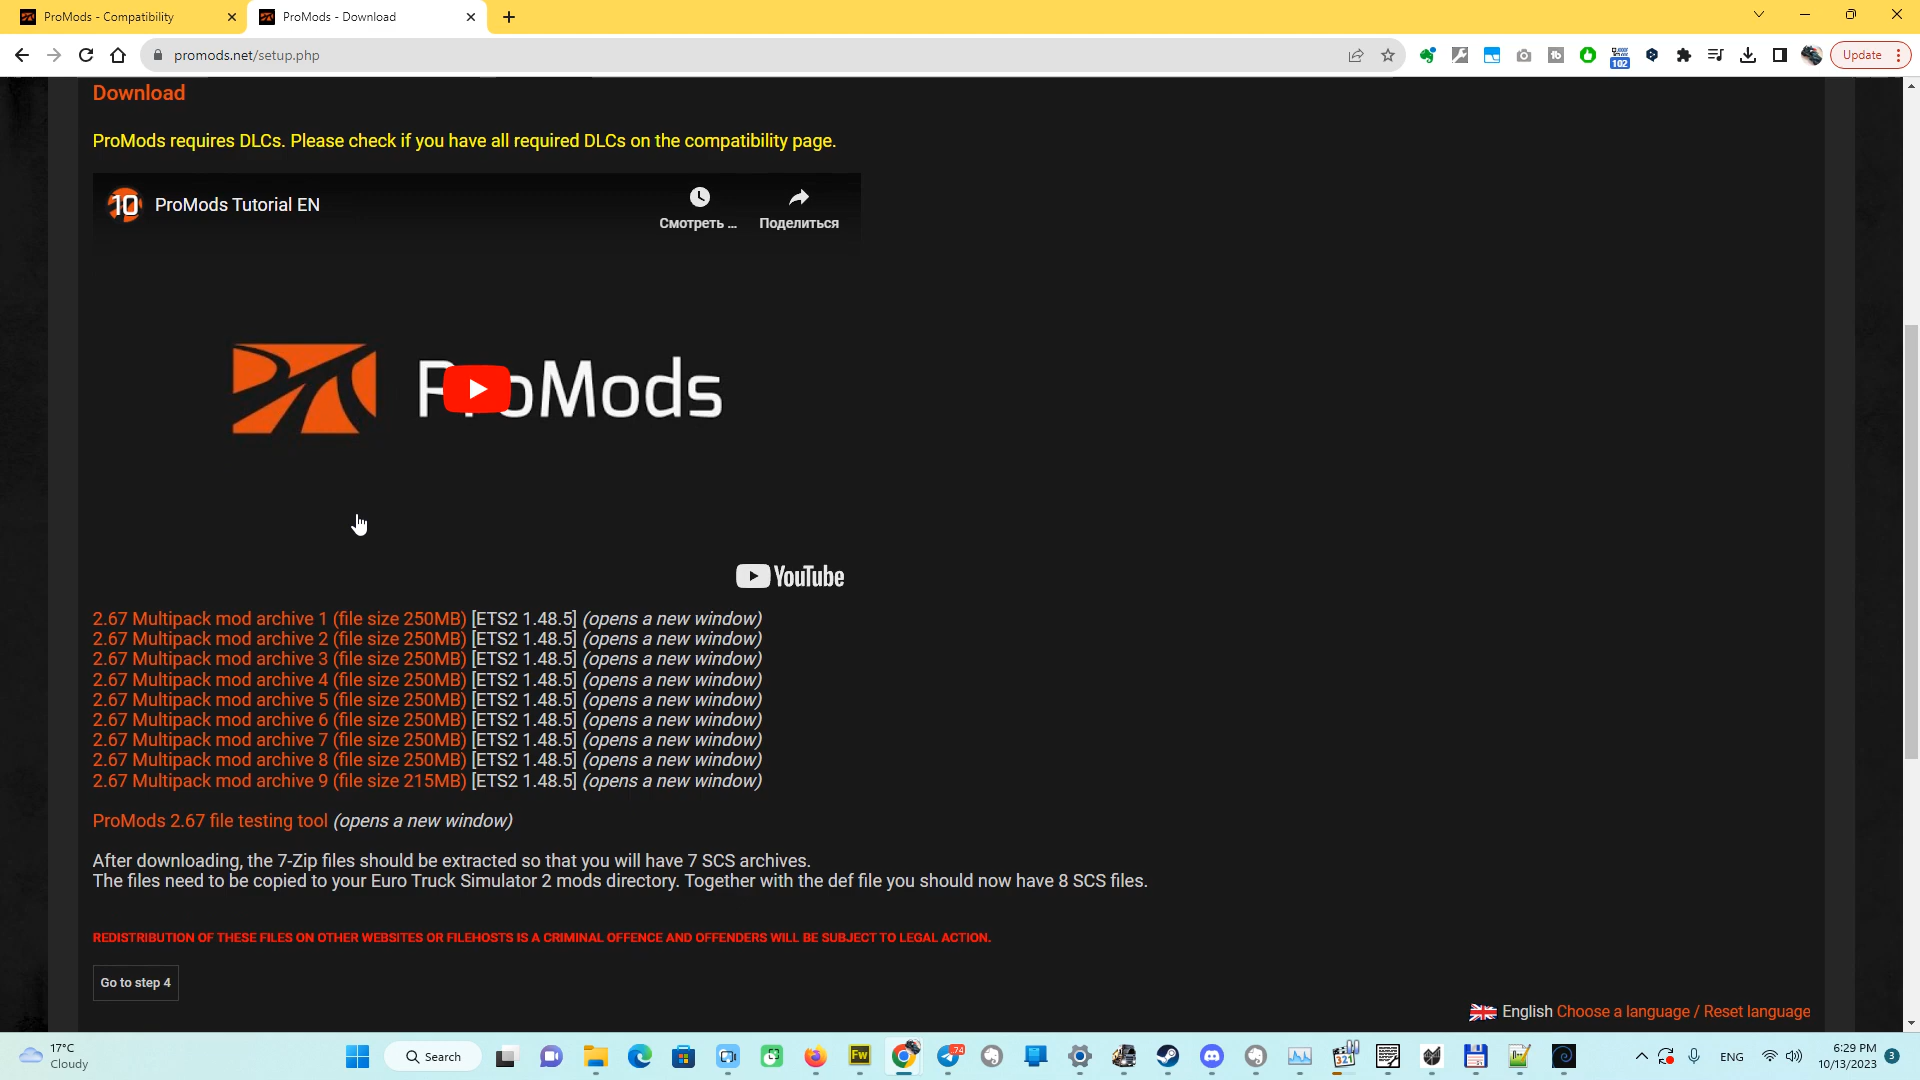 ProMods - Compatibility
ProMods - Download
promods.net/setup.php
102
Update
Download
ProMods requires DLCs. Please check if you have all required DLCs on the compatibility page.
10 ProMods Tutorial EN
Смотреть ...
Поделиться
ProMods
YouTube
2.67 Multipack mod archive 1 (file size 250MB) [ETS2 1.48.5] (opens a new window)
2.67 Multipack mod archive 2 (file size 250MB) [ETS2 1.48.5] (opens a new window)
2.67 Multipack mod archive 3 (file size 250MB) [ETS2 1.48.5] (opens a new window)
2.67 Multipack mod archive 4 (file size 250MB) [ETS2 1.48.5] (opens a new window)
2.67 Multipack mod archive 5 (file size 250MB) [ETS2 1.48.5] (opens a new window)
2.67 Multipack mod archive 6 (file size 250MB) [ETS2 1.48.5] (opens a new window)
2.67 Multipack mod archive 7 (file size 250MB) [ETS2 1.48.5] (opens a new window)
2.67 Multipack mod archive 8 (file size 250MB) [ETS2 1.48.5] (opens a new window)
2.67 Multipack mod archive 9 (file size 215MB) [ETS2 1.48.5] (opens a new window)
ProMods 2.67 file testing tool (opens a new window)
After downloading, the 7-Zip files should be extracted so that you will have 7 SCS archives.
The files need to be copied to your Euro Truck Simulator 2 mods directory. Together with the def file you should now have 8 SCS files.
REDISTRIBUTION OF THESE FILES ON OTHER WEBSITES OR FILEHOSTS IS A CRIMINAL OFFENCE AND OFFENDERS WILL BE SUBJECT TO LEGAL ACTION.
Go to step 4
English Choose a language / Reset language
17°C
Cloudy
Search
Fw
74
321
ENG
6:29 PM
10/13/2023
3